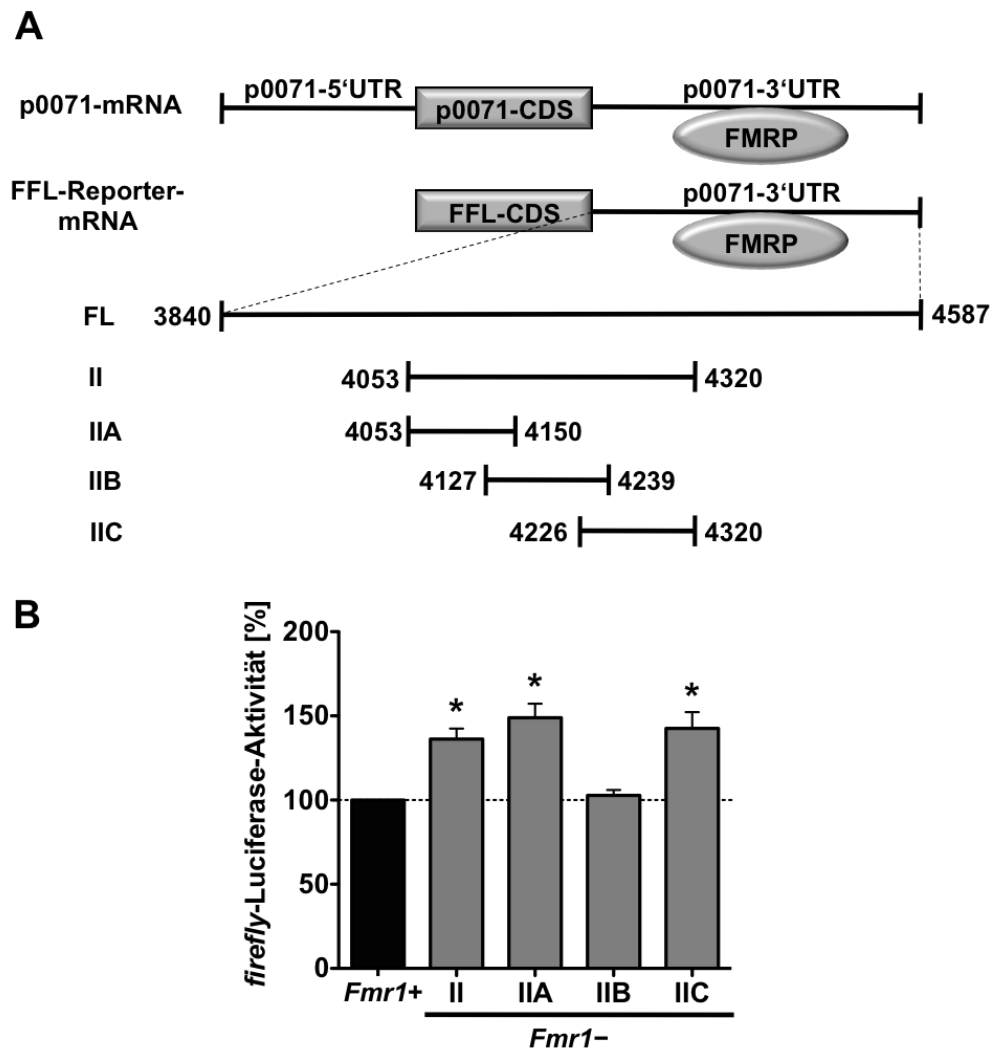 A
p0071-mRNA
p0071-5‘UTR
p0071-CDS
p0071-3‘UTR
FMRP
FFL-Reporter-
mRNA
FFL-CDS
p0071-3‘UTR
FMRP
FL 3840 4587
II 4053 4320
IIA 4053 4150
IIB 4127 4239
IIC 4226 4320
B
firefly-Luciferase-Aktivität [%]
200
150
100
50
0
* * *
Fmr1+ II IIA IIB IIC
Fmr1−